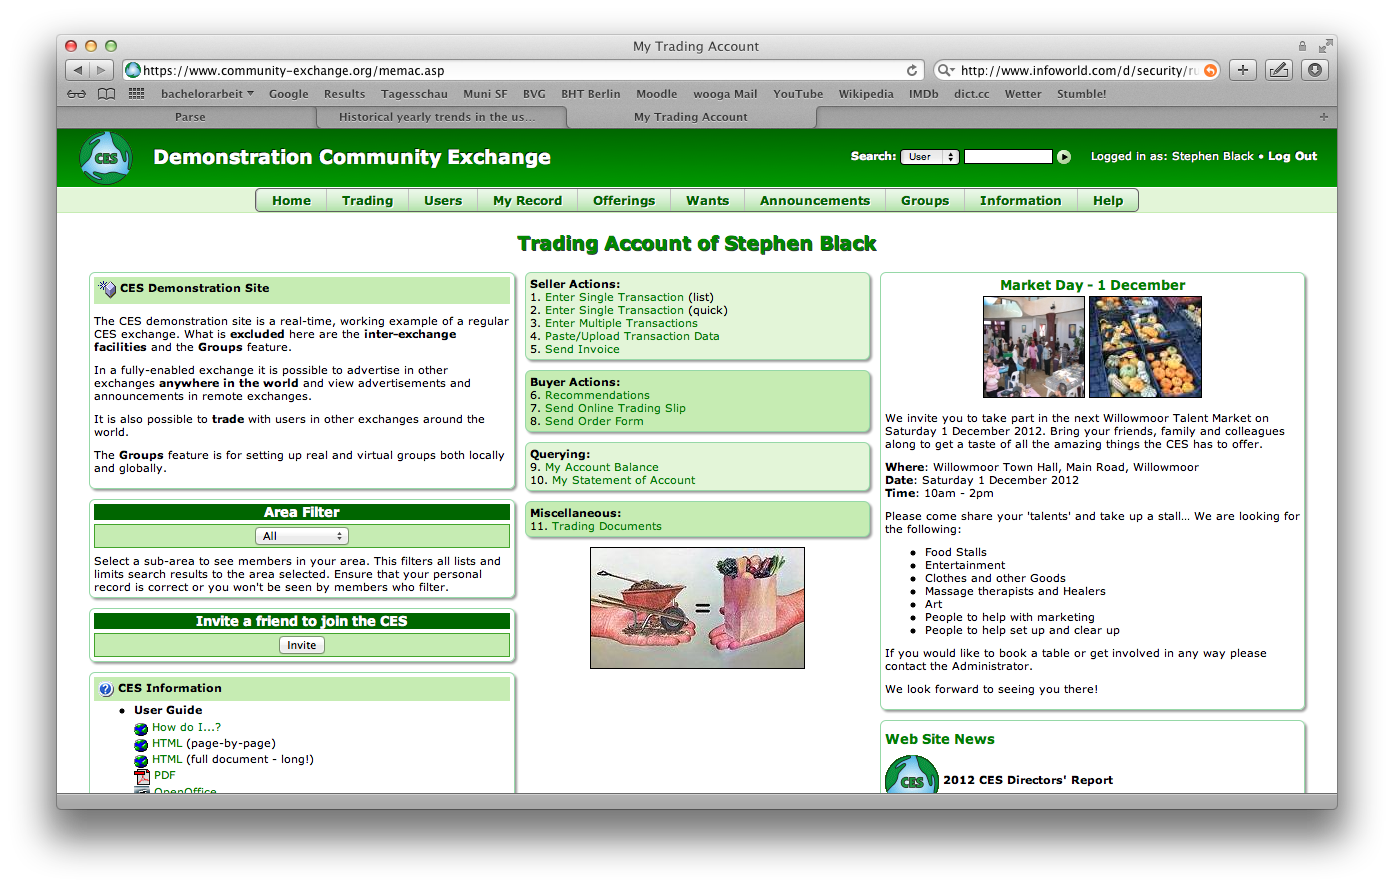 My Trading Account
https://www.community-exchange.org/memac.asp
http://www.infoworld.com/d/security/ru
bachelorarbeit Google Results Tagesschau Muni SF BVG BHT Berlin Moodle wooga Mail YouTube Wikipedia IMDb dict.cc Wetter Stumble!
Parse
Historical yearly trends in the us...
My Trading Account
CES
Demonstration Community Exchange
Search: User
Logged in as: Stephen Black • Log Out
Home Trading Users My Record Offerings Wants Announcements Groups Information Help
Trading Account of Stephen Black
CES Demonstration Site
The CES demonstration site is a real-time, working example of a regular
CES exchange. What is excluded here are the inter-exchange
facilities and the Groups feature.
In a fully-enabled exchange it is possible to advertise in other
exchanges anywhere in the world and view advertisements and
announcements in remote exchanges.
It is also possible to trade with users in other exchanges around the
world.
The Groups feature is for setting up real and virtual groups both locally
and globally.
Area Filter
All
Select a sub-area to see members in your area. This filters all lists and
limits search results to the area selected. Ensure that your personal
record is correct or you won't be seen by members who filter.
Invite a friend to join the CES
Invite
CES Information
• User Guide
How do I...?
HTML (page-by-page)
HTML (full document - long!)
PDF
OpenOffice
Seller Actions:
1. Enter Single Transaction (list)
2. Enter Single Transaction (quick)
3. Enter Multiple Transactions
4. Paste/Upload Transaction Data
5. Send Invoice
Buyer Actions:
6. Recommendations
7. Send Online Trading Slip
8. Send Order Form
Querying:
9. My Account Balance
10. My Statement of Account
Miscellaneous:
11. Trading Documents
=
Market Day - 1 December
We invite you to take part in the next Willowmoor Talent Market on
Saturday 1 December 2012. Bring your friends, family and colleagues
along to get a taste of all the amazing things the CES has to offer.
Where: Willowmoor Town Hall, Main Road, Willowmoor
Date: Saturday 1 December 2012
Time: 10am - 2pm
Please come share your 'talents' and take up a stall... We are looking for
the following:
• Food Stalls
• Entertainment
• Clothes and other Goods
• Massage therapists and Healers
• Art
• People to help with marketing
• People to help set up and clear up
If you would like to book a table or get involved in any way please
contact the Administrator.
We look forward to seeing you there!
Web Site News
CES
2012 CES Directors' Report